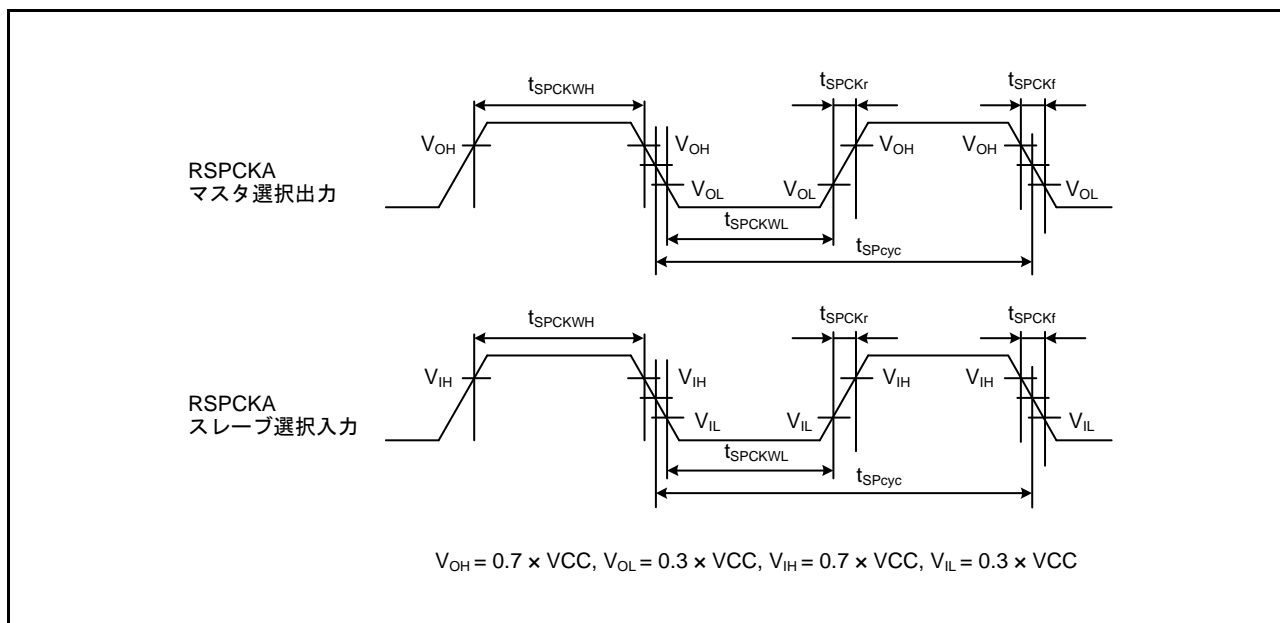 tSPCKWH
tSPCKr
tSPCKf
VOH
VOH
VOH
VOH
RSPCKA
マスタ選択出力
VOL
VOL
VOL
tSPCKWL
tSPcyc
tSPCKWH
tSPCKr
tSPCKf
VIH
VIH
VIH
VIH
RSPCKA
スレーブ選択入力
VIL
VIL
VIL
tSPCKWL
tSPcyc
VOH = 0.7 × VCC, VOL = 0.3 × VCC, VIH = 0.7 × VCC, VIL = 0.3 × VCC